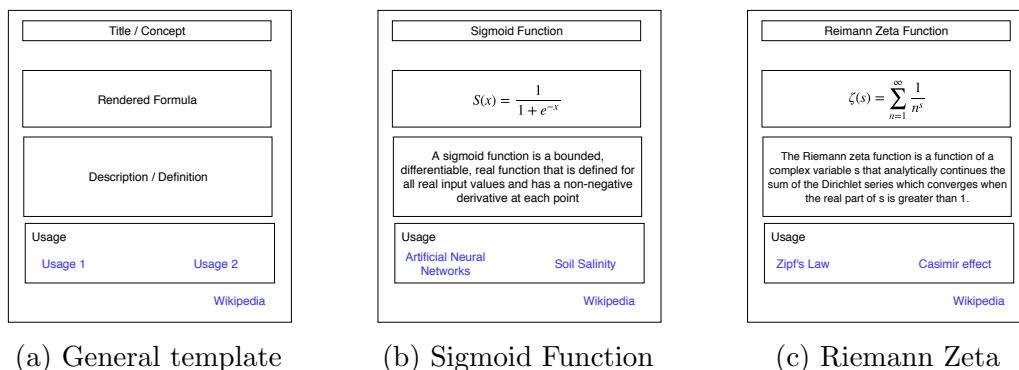 Title / Concept
Rendered Formula
Description / Definition
Usage
Usage 1
Usage 2
Wikipedia
(a) General template
Sigmoid Function
S(x) = 1 / (1 + e^{-x})
A sigmoid function is a bounded,
differentiable, real function that is defined for
all real input values and has a non-negative
derivative at each point
Usage
Artificial Neural
Networks
Soil Salinity
Wikipedia
(b) Sigmoid Function
Reimann Zeta Function
ζ(s) = ∑_{n=1}^{∞} 1 / n^s
The Riemann zeta function is a function of a
complex variable s that analytically continues the
sum of the Dirichlet series which converges when
the real part of s is greater than 1.
Usage
Zipf's Law
Casimir effect
Wikipedia
(c) Riemann Zeta